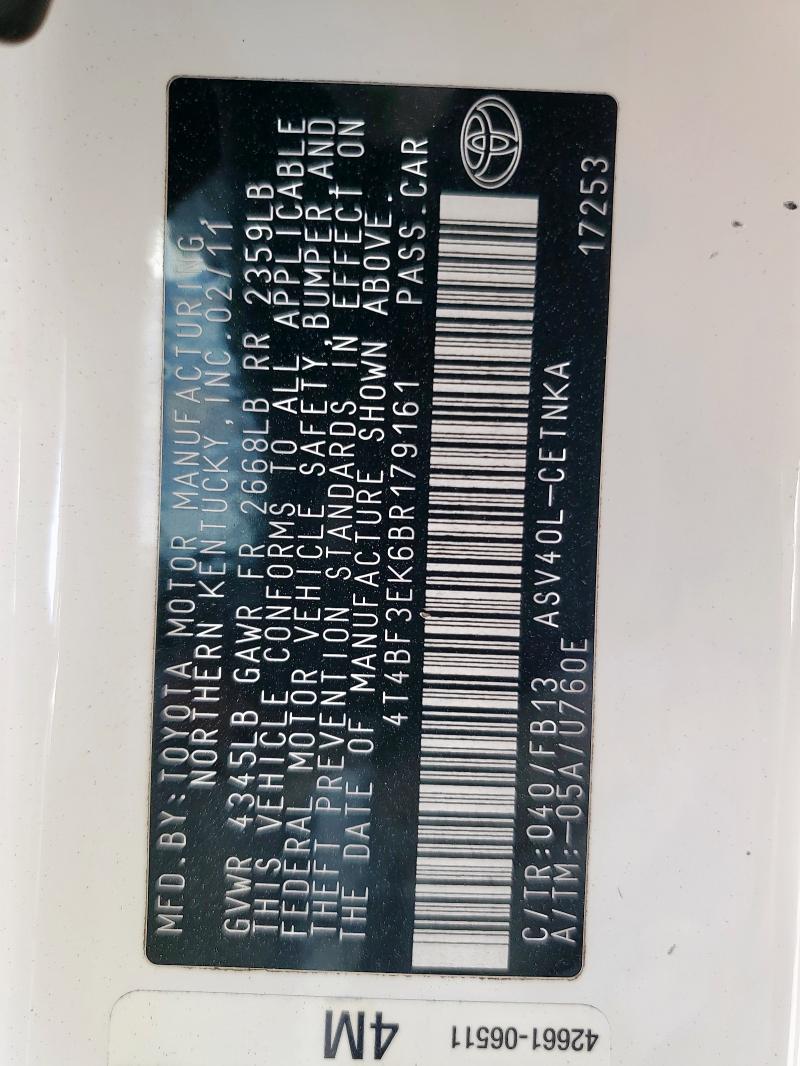 MFD.BY:TOYOTA MOTOR MANUFACTURING,
NORTHERN KENTUCKY,INC.02/11
GVWR 4345LB GAWR FR 2668LB RR 2359LB
THIS VEHICLE CONFORMS TO ALL APPLICABLE
FEDERAL MOTOR VEHICLE SAFETY,BUMPER,AND
THEFT PREVENTION STANDARDS IN EFFECT ON
THE DATE OF MANUFACTURE SHOWN ABOVE.
4T4BF3EK6BR179161 PASS.CAR
C/TR:040/FB13 ASV40L-CETNKA
A/TM:-05A/U760E 17253
4M
42661-06511